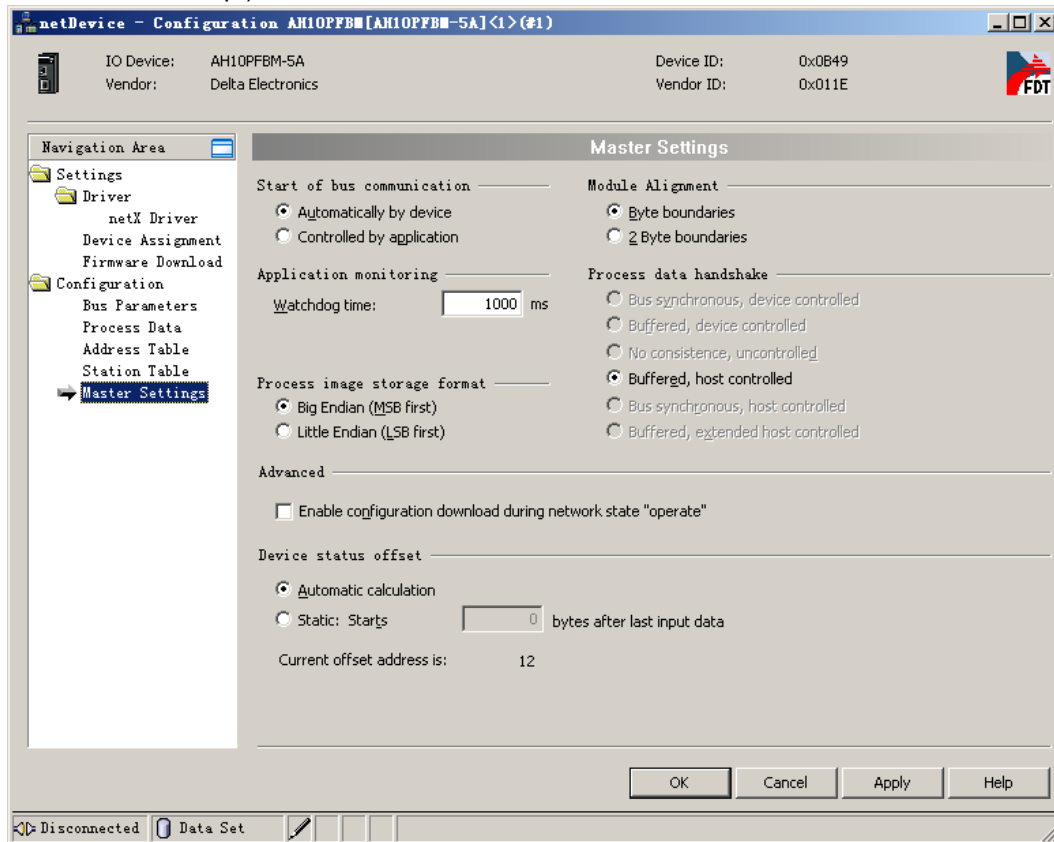 netDevice - Configuration AH10PFBM[AH10PFBM-5A]<1>(#1)
IO Device: AH10PFBM-5A Device ID: 0x0B49
Vendor: Delta Electronics Vendor ID: 0x011E
FDT
Navigation Area
Settings
Driver
netX Driver
Device Assignment
Firmware Download
Configuration
Bus Parameters
Process Data
Address Table
Station Table
Master Settings
Master Settings
Start of bus communication
Automatically by device
Controlled by application
Module Alignment
Byte boundaries
2 Byte boundaries
Application monitoring
Watchdog time: 1000 ms
Process data handshake
Bus synchronous, device controlled
Buffered, device controlled
No consistence, uncontrolled
Buffered, host controlled
Bus synchronous, host controlled
Buffered, extended host controlled
Process image storage format
Big Endian (MSB first)
Little Endian (LSB first)
Advanced
Enable configuration download during network state "operate"
Device status offset
Automatic calculation
Static: Starts 0 bytes after last input data
Current offset address is: 12
OK Cancel Apply Help
Disconnected Data Set